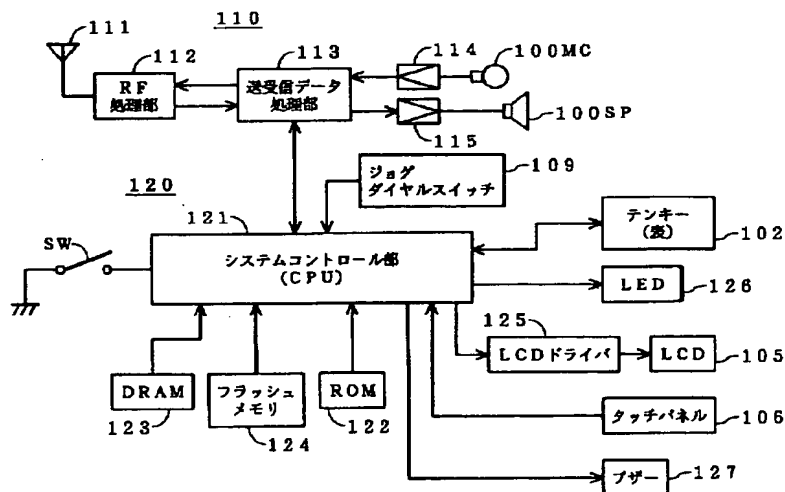 111
110
112
113
114
100MC
RF
処理部
送受信データ
処理部
115
100SP
120
109
ジョグ
ダイヤルスイッチ
121
SW
システムコントロール部
(CPU)
テンキー
(表)
102
LED
126
125
LCDドライバ
LCD
105
DRAM
123
フラッシュ
メモリ
124
ROM
122
タッチパネル
106
ブザー
127